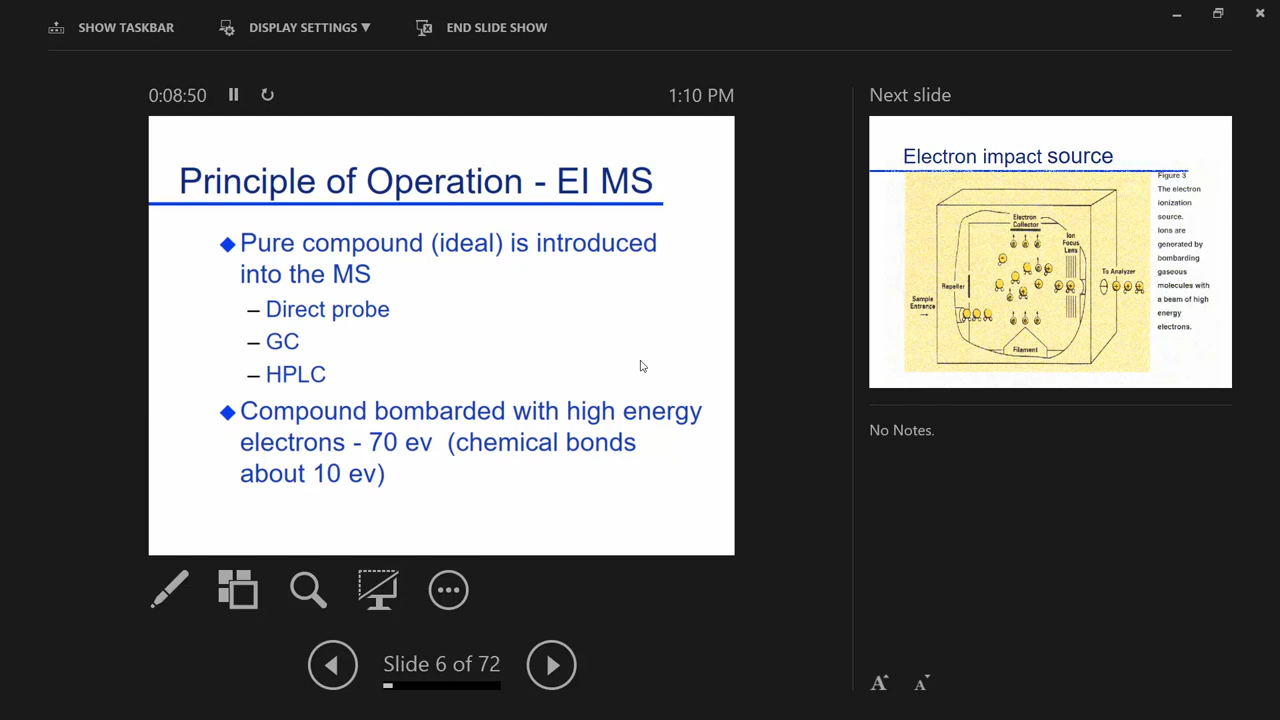 SHOW TASKBAR
DISPLAY SETTINGS ▼
END SLIDE SHOW
0:08:50
1:10 PM
Principle of Operation - EI MS
◆Pure compound (ideal) is introduced
into the MS
– Direct probe
– GC
– HPLC
◆Compound bombarded with high energy
electrons - 70 ev (chemical bonds
about 10 ev)
Slide 6 of 72
Next slide
Electron impact source
Figure 3
The electron
ionization
source.
Ions are
generated by
bombarding
gaseous
molecules with
a beam of high
energy
electrons.
Electron
Collector
Ion
Focus
Lens
To Analyzer
Repeller
Sample
Entrance
→
Filament
No Notes.
A
A